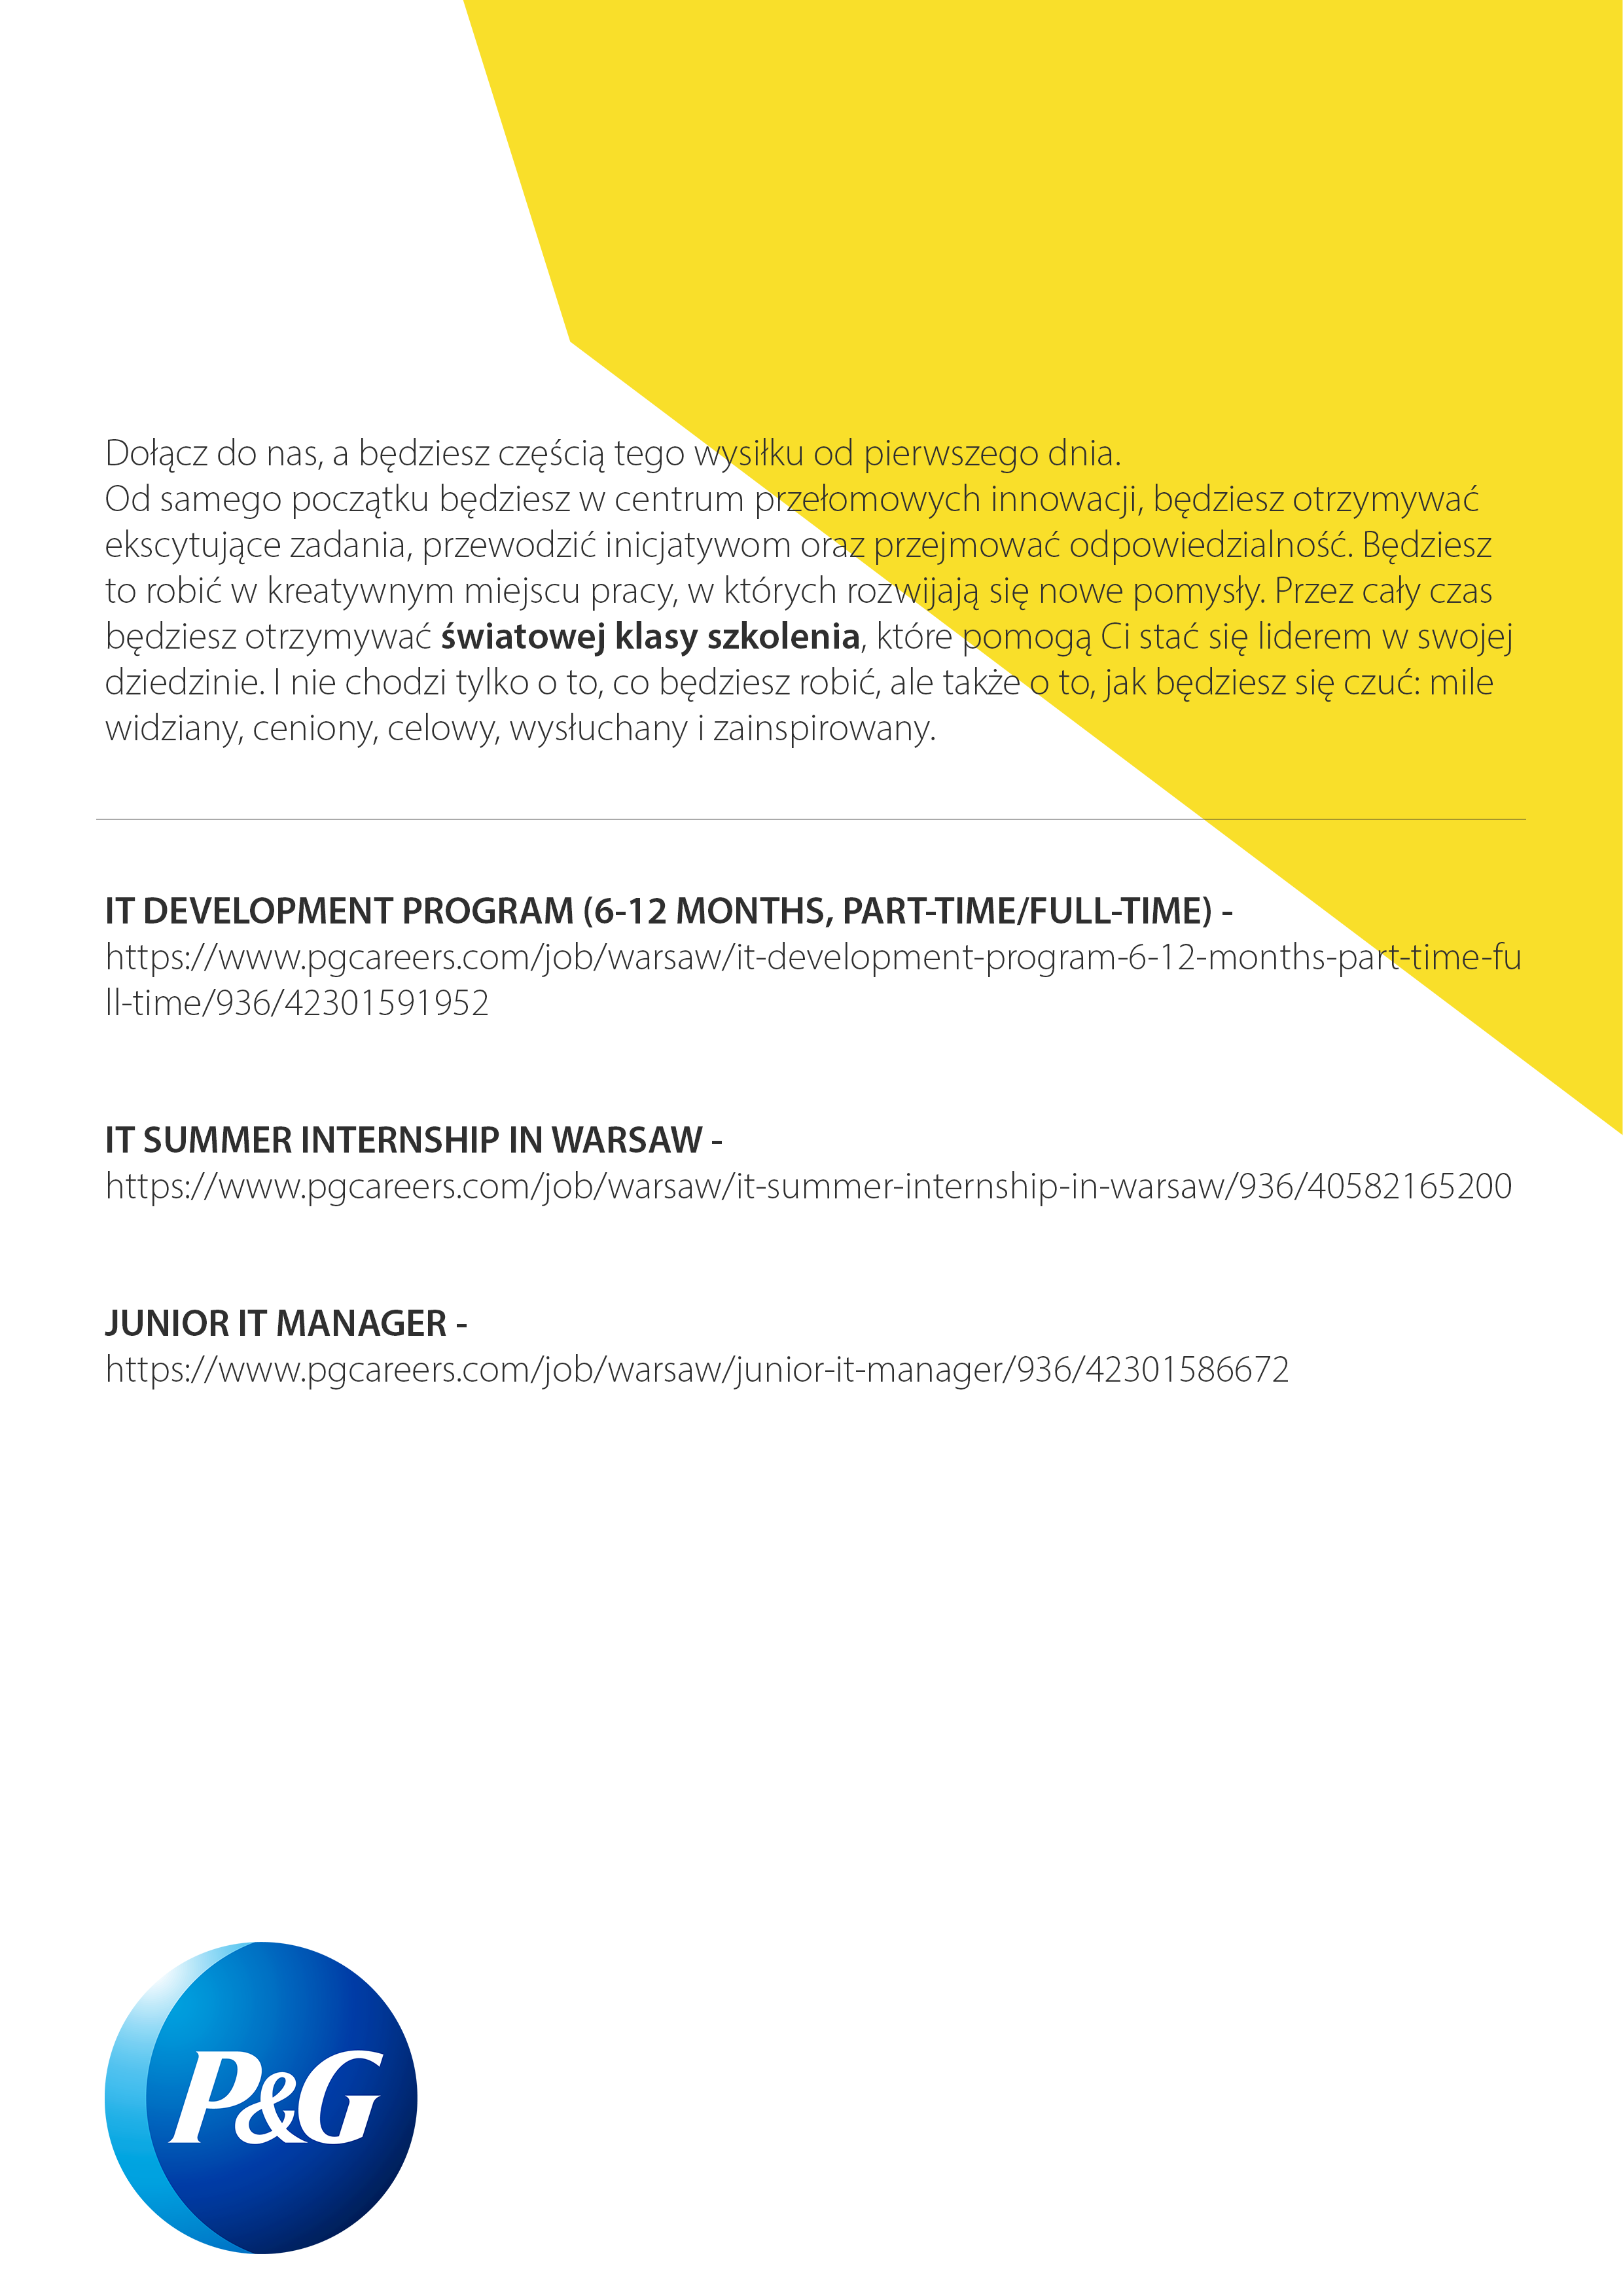 Dołącz do nas, a będziesz częścią tego wysiłku od pierwszego dnia.
Od samego początku będziesz w centrum przełomowych innowacji, będziesz otrzymywać
ekscytujące zadania, przewodzić inicjatywom oraz przejmować odpowiedzialność. Będziesz
to robić w kreatywnym miejscu pracy, w których rozwijają się nowe pomysły. Przez cały czas
będziesz otrzymywać światowej klasy szkolenia, które pomogą Ci stać się liderem w swojej
dziedzinie. I nie chodzi tylko o to, co będziesz robić, ale także o to, jak będziesz się czuć: mile
widziany, ceniony, celowy, wysłuchany i zainspirowany.
IT DEVELOPMENT PROGRAM (6-12 MONTHS, PART-TIME/FULL-TIME) -
https://www.pgcareers.com/job/warsaw/it-development-program-6-12-months-part-time-fu
ll-time/936/42301591952
IT SUMMER INTERNSHIP IN WARSAW -
https://www.pgcareers.com/job/warsaw/it-summer-internship-in-warsaw/936/40582165200
JUNIOR IT MANAGER -
https://www.pgcareers.com/job/warsaw/junior-it-manager/936/42301586672
P&G